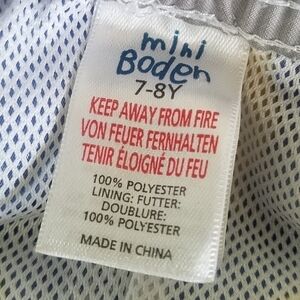 mini
Boden
7-8Y
KEEP AWAY FROM FIRE
VON FEUER FERNHALTEN
TENIR ÉLOIGNÉ DU FEU
100% POLYESTER
LINING: FUTTER:
DOUBLURE:
100% POLYESTER
MADE IN CHINA